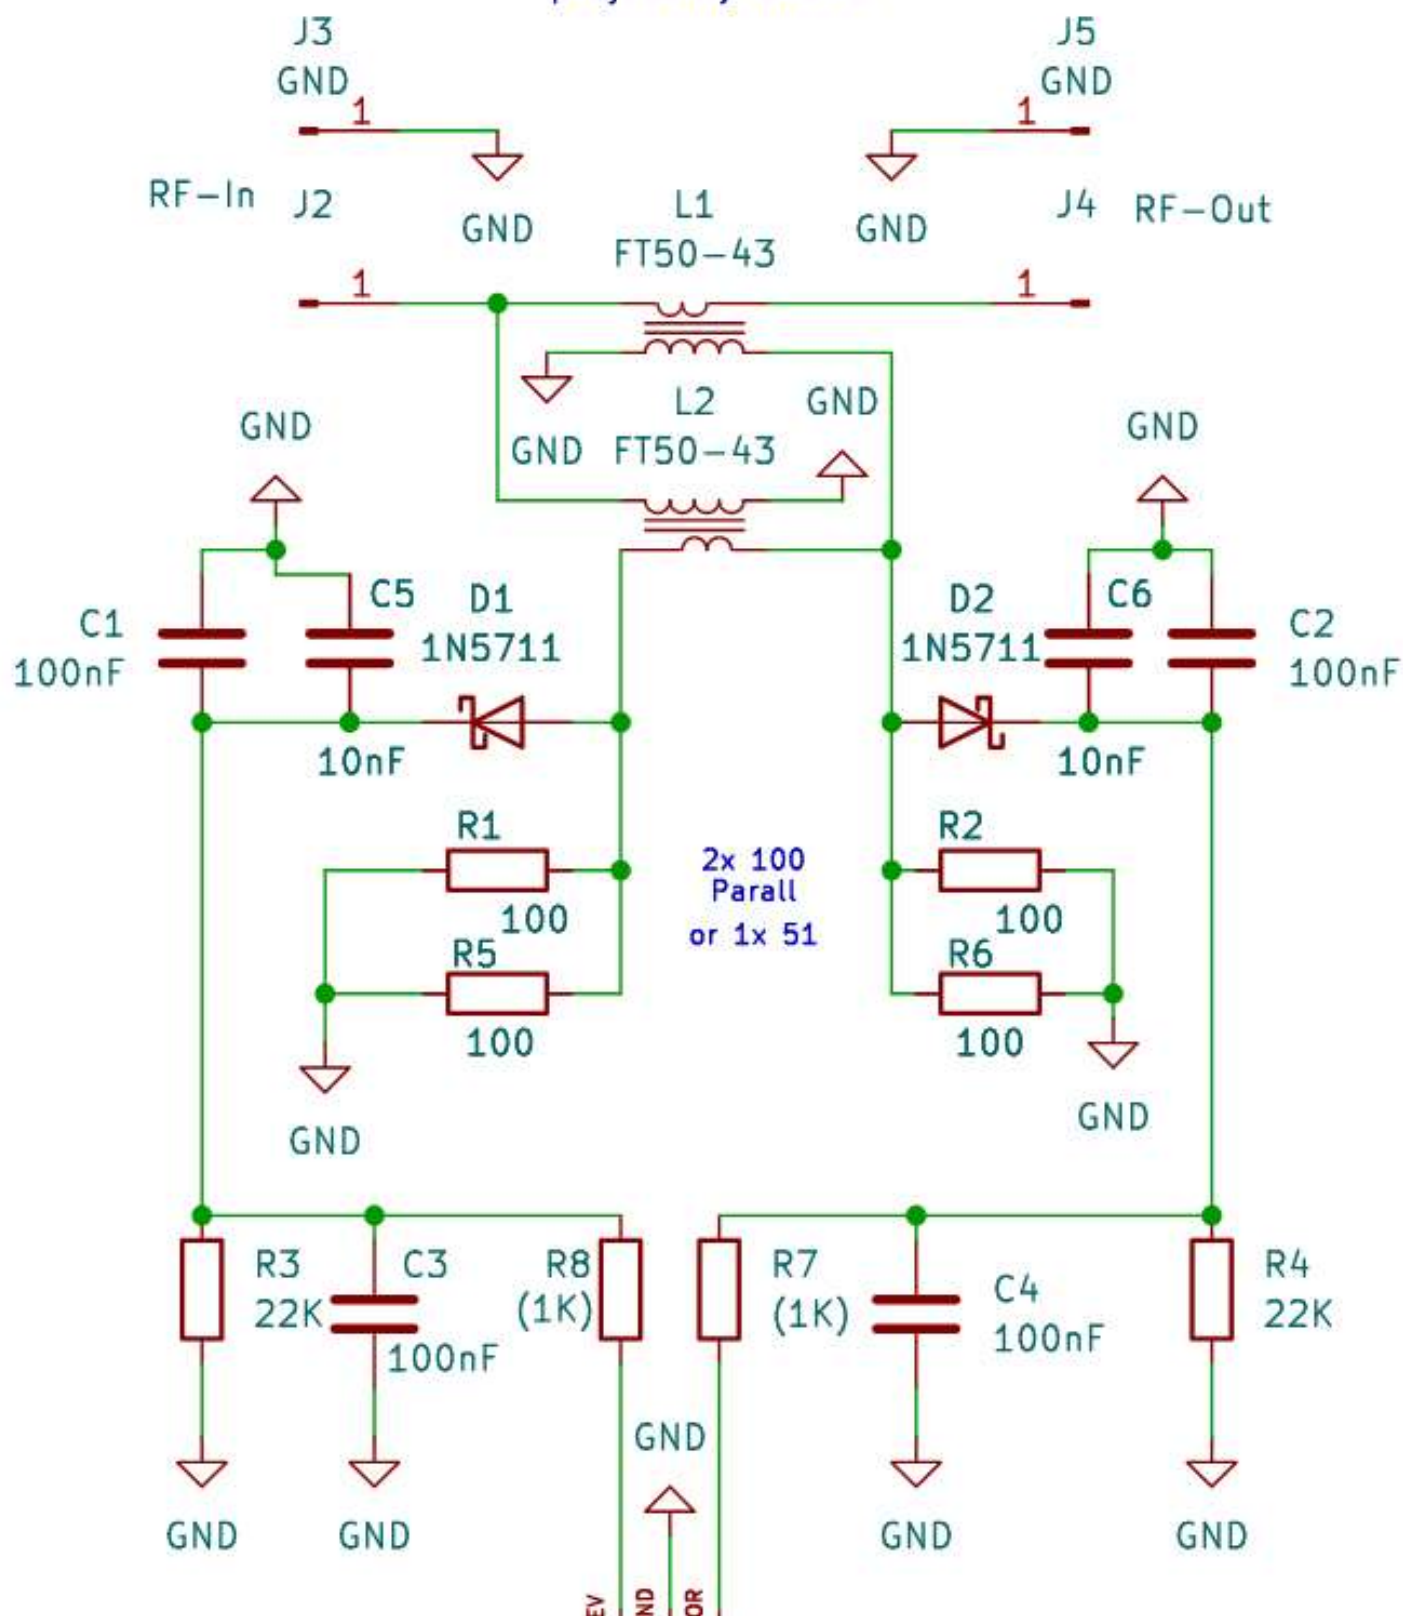 J3
GND
1
J5
GND
1
RF-In
J2
GND
L1
FT50-43
GND
J4
RF-Out
1
1
L2
FT50-43
GND
GND
GND
GND
C1
100nF
C5
10nF
D1
1N5711
D2
1N5711
C6
10nF
C2
100nF
R1
100
R5
100
2x 100
Parall
or 1x 51
R2
100
R6
100
GND
GND
R3
22K
C3
100nF
R8
(1K)
R7
(1K)
C4
100nF
R4
22K
GND
GND
GND
GND
GND
EV
ND
OR